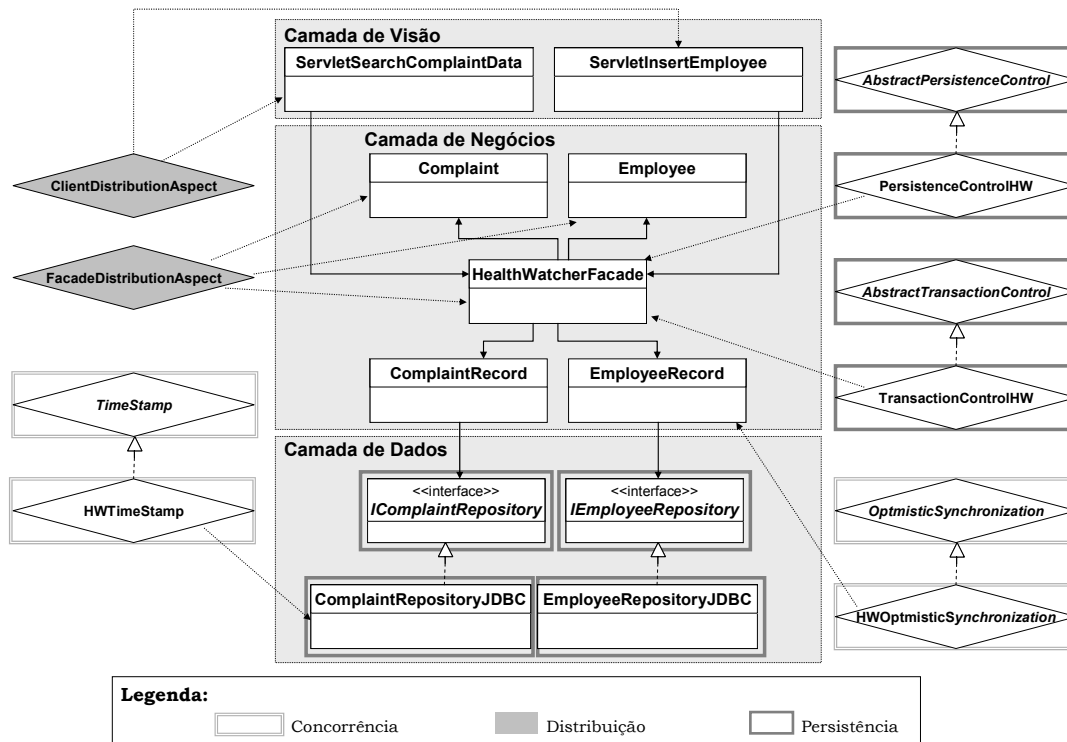 Camada de Visão
ServletSearchComplaintData
ServletInsertEmployee
AbstractPersistenceControl
Camada de Negócios
Complaint
Employee
ClientDistributionAspect
PersistenceControlHW
FacadeDistributionAspect
HealthWatcherFacade
AbstractTransactionControl
ComplaintRecord
EmployeeRecord
TimeStamp
TransactionControlHW
Camada de Dados
<<interface>>
IComplaintRepository
<<interface>>
IEmployeeRepository
HWTimeStamp
OptmisticSynchronization
ComplaintRepositoryJDBC
EmployeeRepositoryJDBC
HWOptmisticSynchronization
Legenda:
Concorrência
Distribuição
Persistência